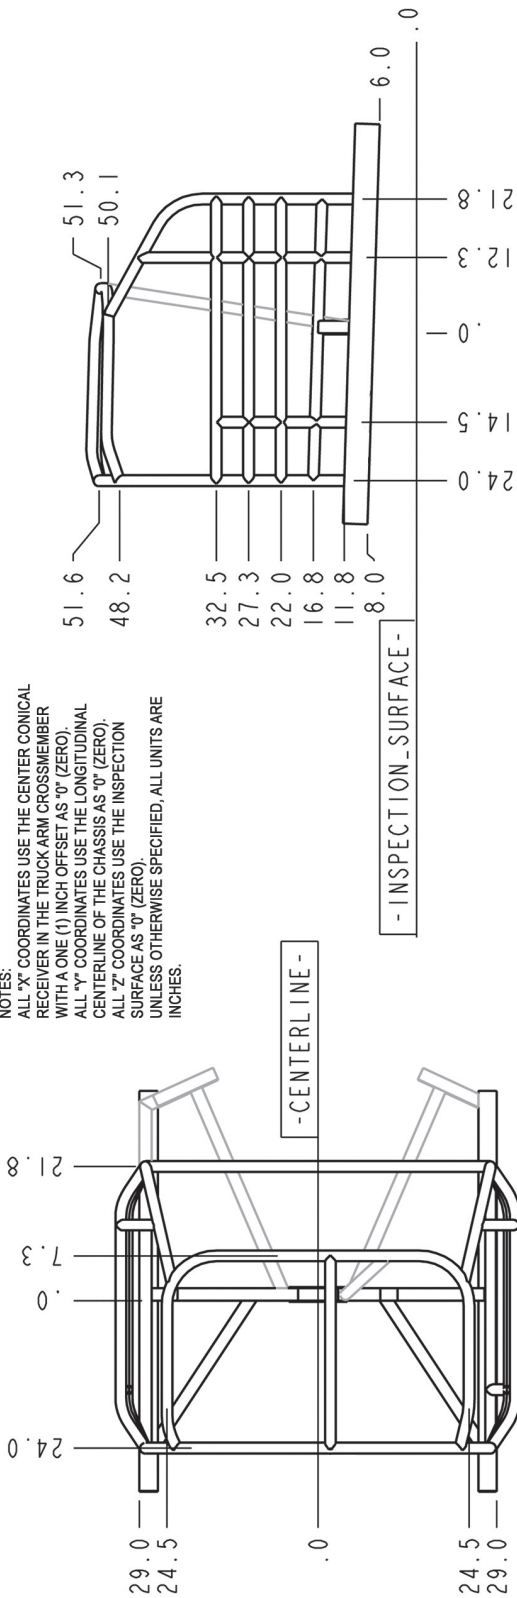 NOTES:
ALL "X" COORDINATES USE THE CENTER CONICAL
RECEIVER IN THE TRUCK ARM CROSSMEMBER
WITH A ONE (1) INCH OFFSET AS "0" (ZERO).
ALL "Y" COORDINATES USE THE LONGITUDINAL
CENTERLINE OF THE CHASSIS AS "0" (ZERO).
ALL "Z" COORDINATES USE THE INSPECTION
SURFACE AS "0" (ZERO).
UNLESS OTHERWISE SPECIFIED, ALL UNITS ARE
INCHES.
51.3
50.1
6.0
.0
21.8
12.3
.0
14.5
24.0
51.6
48.2
32.5
27.3
22.0
16.8
11.8
8.0
-INSPECTION_SURFACE-
-CENTERLINE-
21.8
7.3
.0
24.0
29.0
24.5
.0
24.5
29.0